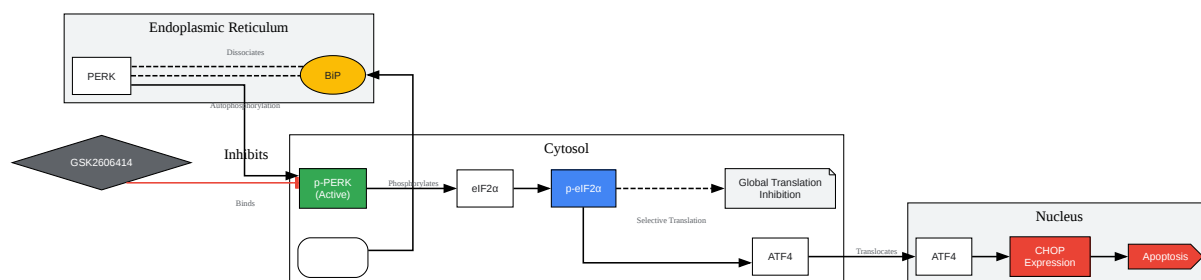 Endoplasmic Reticulum
Dissociates
PERK
BiP
Autophosphorylation
GSK2606414
Inhibits
Binds
Cytosol
p-PERK
(Active)
Phosphorylates
eIF2α
p-eIF2α
Global Translation
Inhibition
Selective Translation
ATF4
Translocates
Nucleus
ATF4
CHOP
Expression
Apoptosis